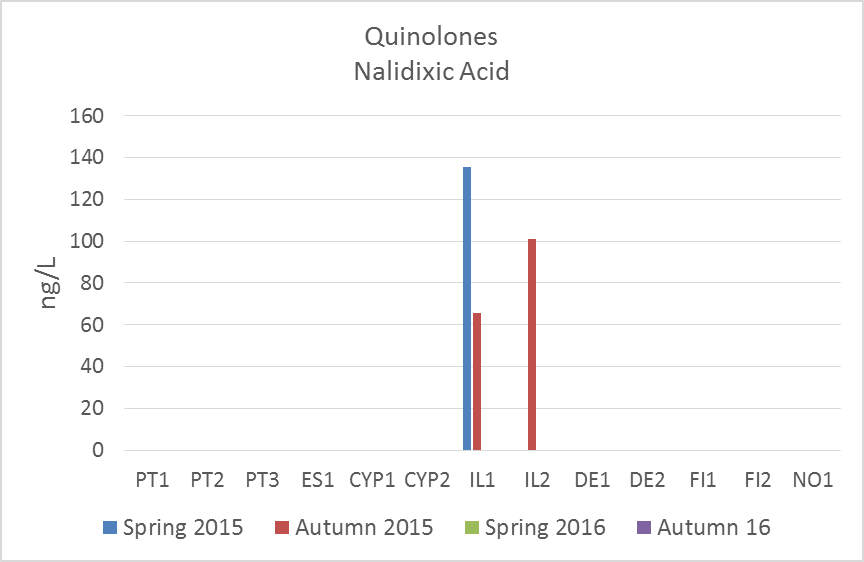 Quinolones
Nalidixic Acid
160
140
120
100
80
60
40
20
0
ng/L
PT1 PT2 PT3 ES1 CYP1 CYP2 IL1 IL2 DE1 DE2 FI1 FI2 NO1
Spring 2015 Autumn 2015 Spring 2016 Autumn 16